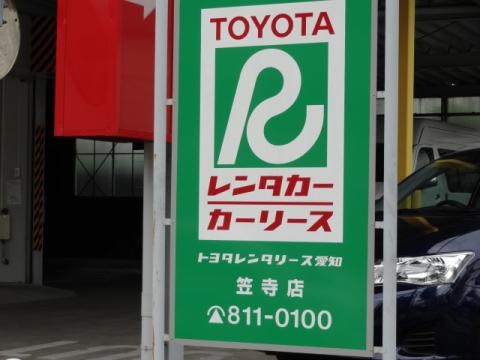 TOYOTA
R
レンタカー
カーリース
トヨタレンタリース愛知
笠寺店
☎811-0100